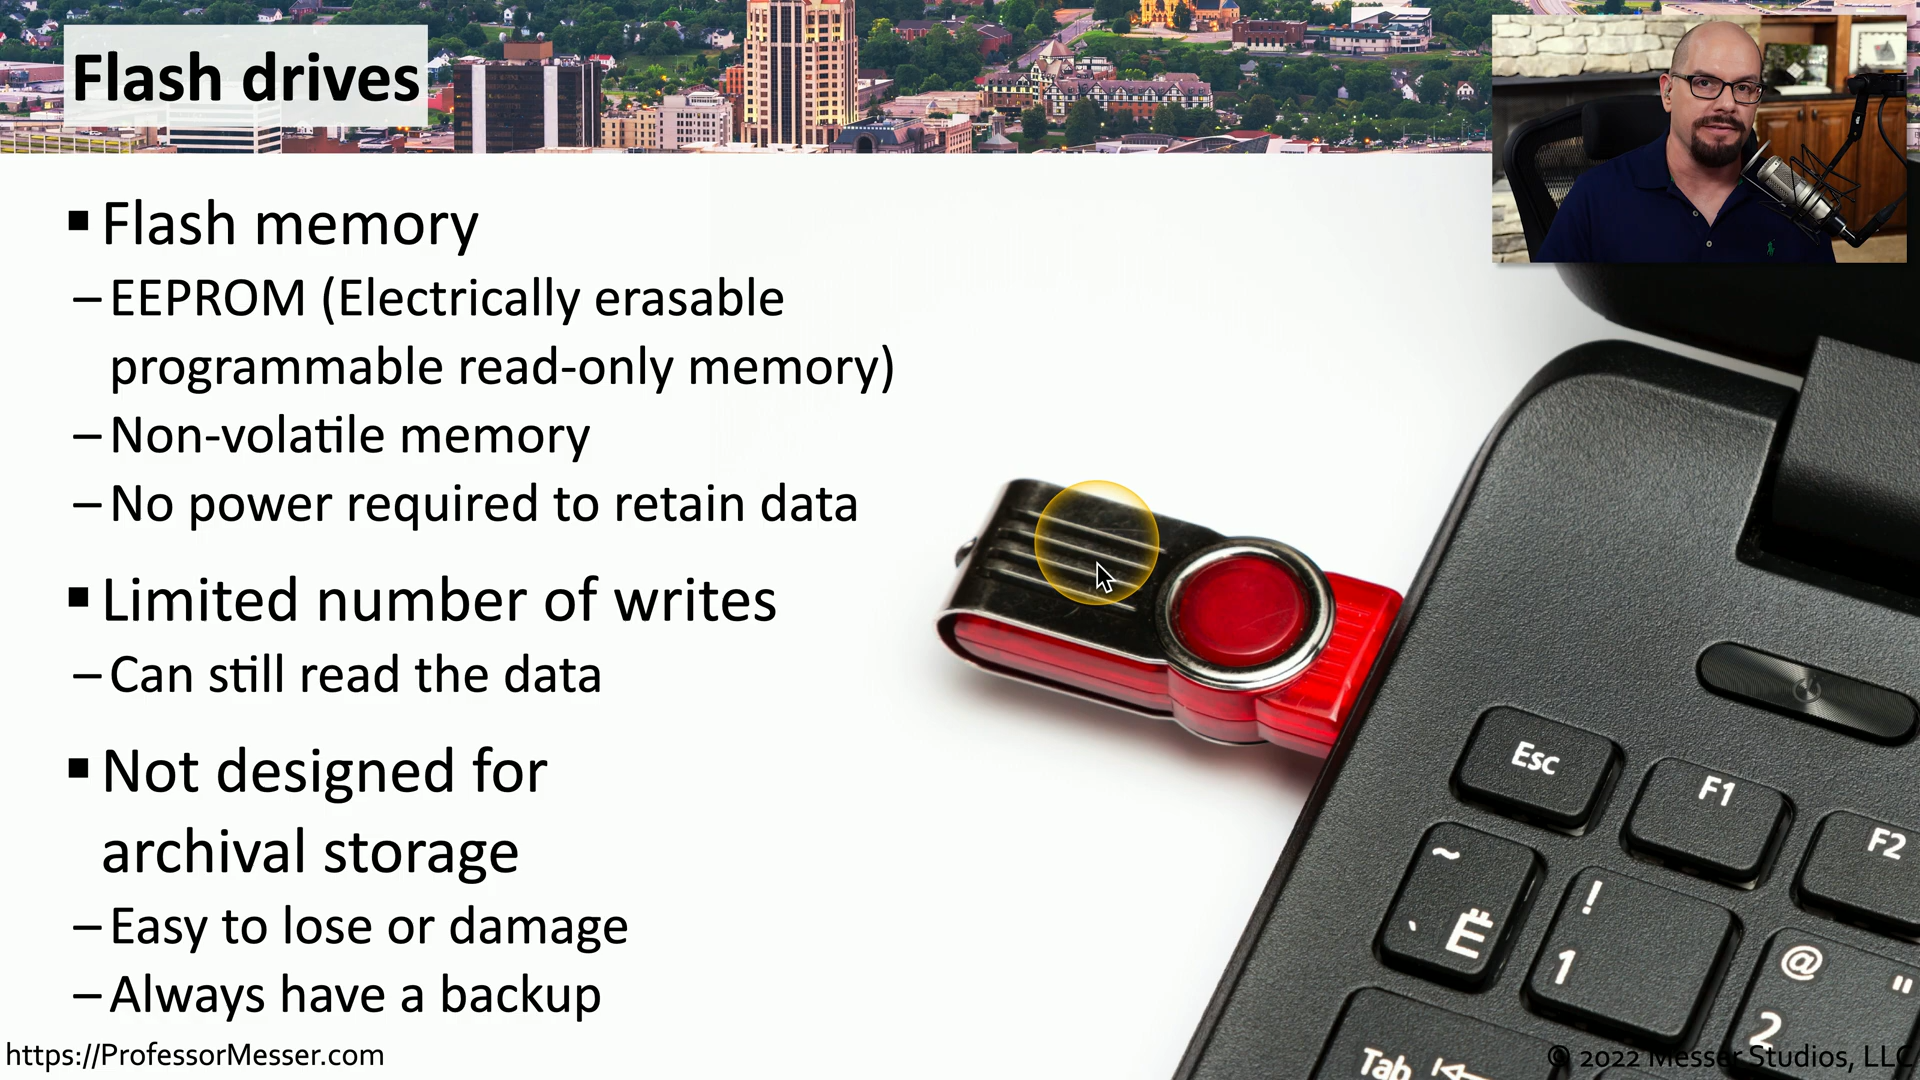 Flash drives
▪ Flash memory
– EEPROM (Electrically erasable
programmable read-only memory)
– Non-volatile memory
– No power required to retain data
▪ Limited number of writes
– Can still read the data
▪ Not designed for
archival storage
– Easy to lose or damage
– Always have a backup
Esc
F1
F2
~
` Ё
!
1
@
2 "
Tab
https://ProfessorMesser.com
© 2022 Messer Studios, LLC